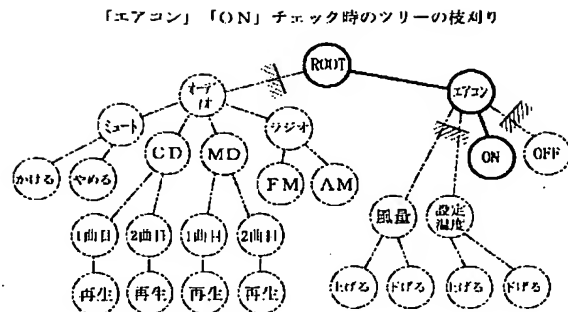 「エアコン」「ON」チェック時のツリーの枝刈り
ROOT
オーディオ
エアコン
ミュート
ラジオ
CD
MD
ON
OFF
かける
やめる
FM
AM
風量
設定
温度
1曲目
2曲目
1曲目
2曲目
再生
再生
再生
再生
上げる
下げる
上げる
下げる